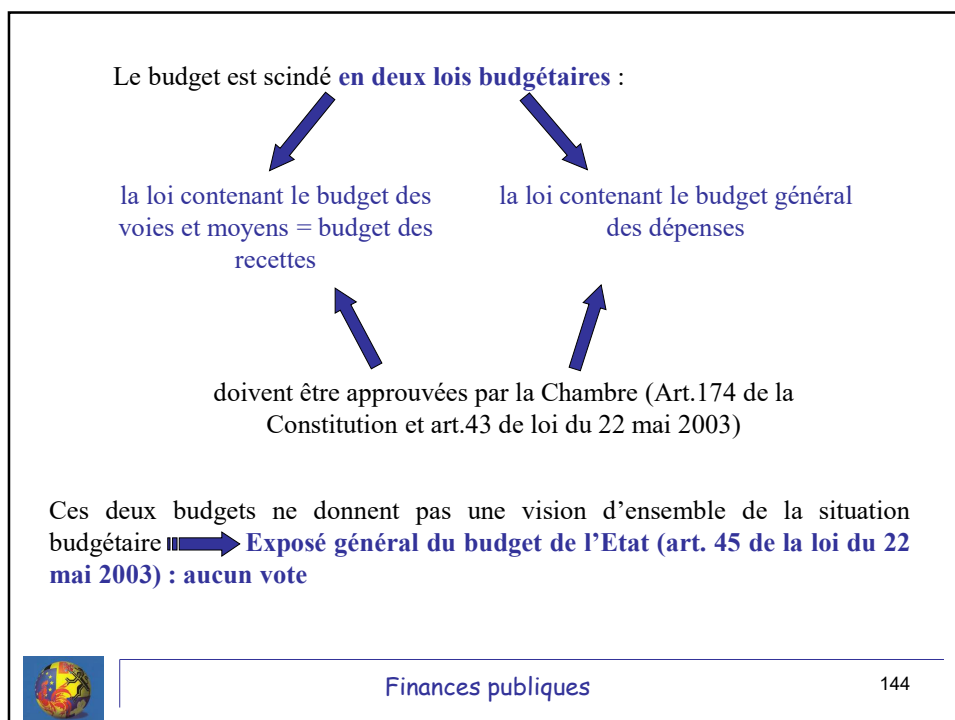 Le budget est scindé en deux lois budgétaires :
la loi contenant le budget des
voies et moyens = budget des
recettes
la loi contenant le budget général
des dépenses
doivent être approuvées par la Chambre (Art.174 de la
Constitution et art.43 de loi du 22 mai 2003)
Ces deux budgets ne donnent pas une vision d’ensemble de la situation
budgétaire Exposé général du budget de l’Etat (art. 45 de la loi du 22
mai 2003) : aucun vote
Finances publiques
144